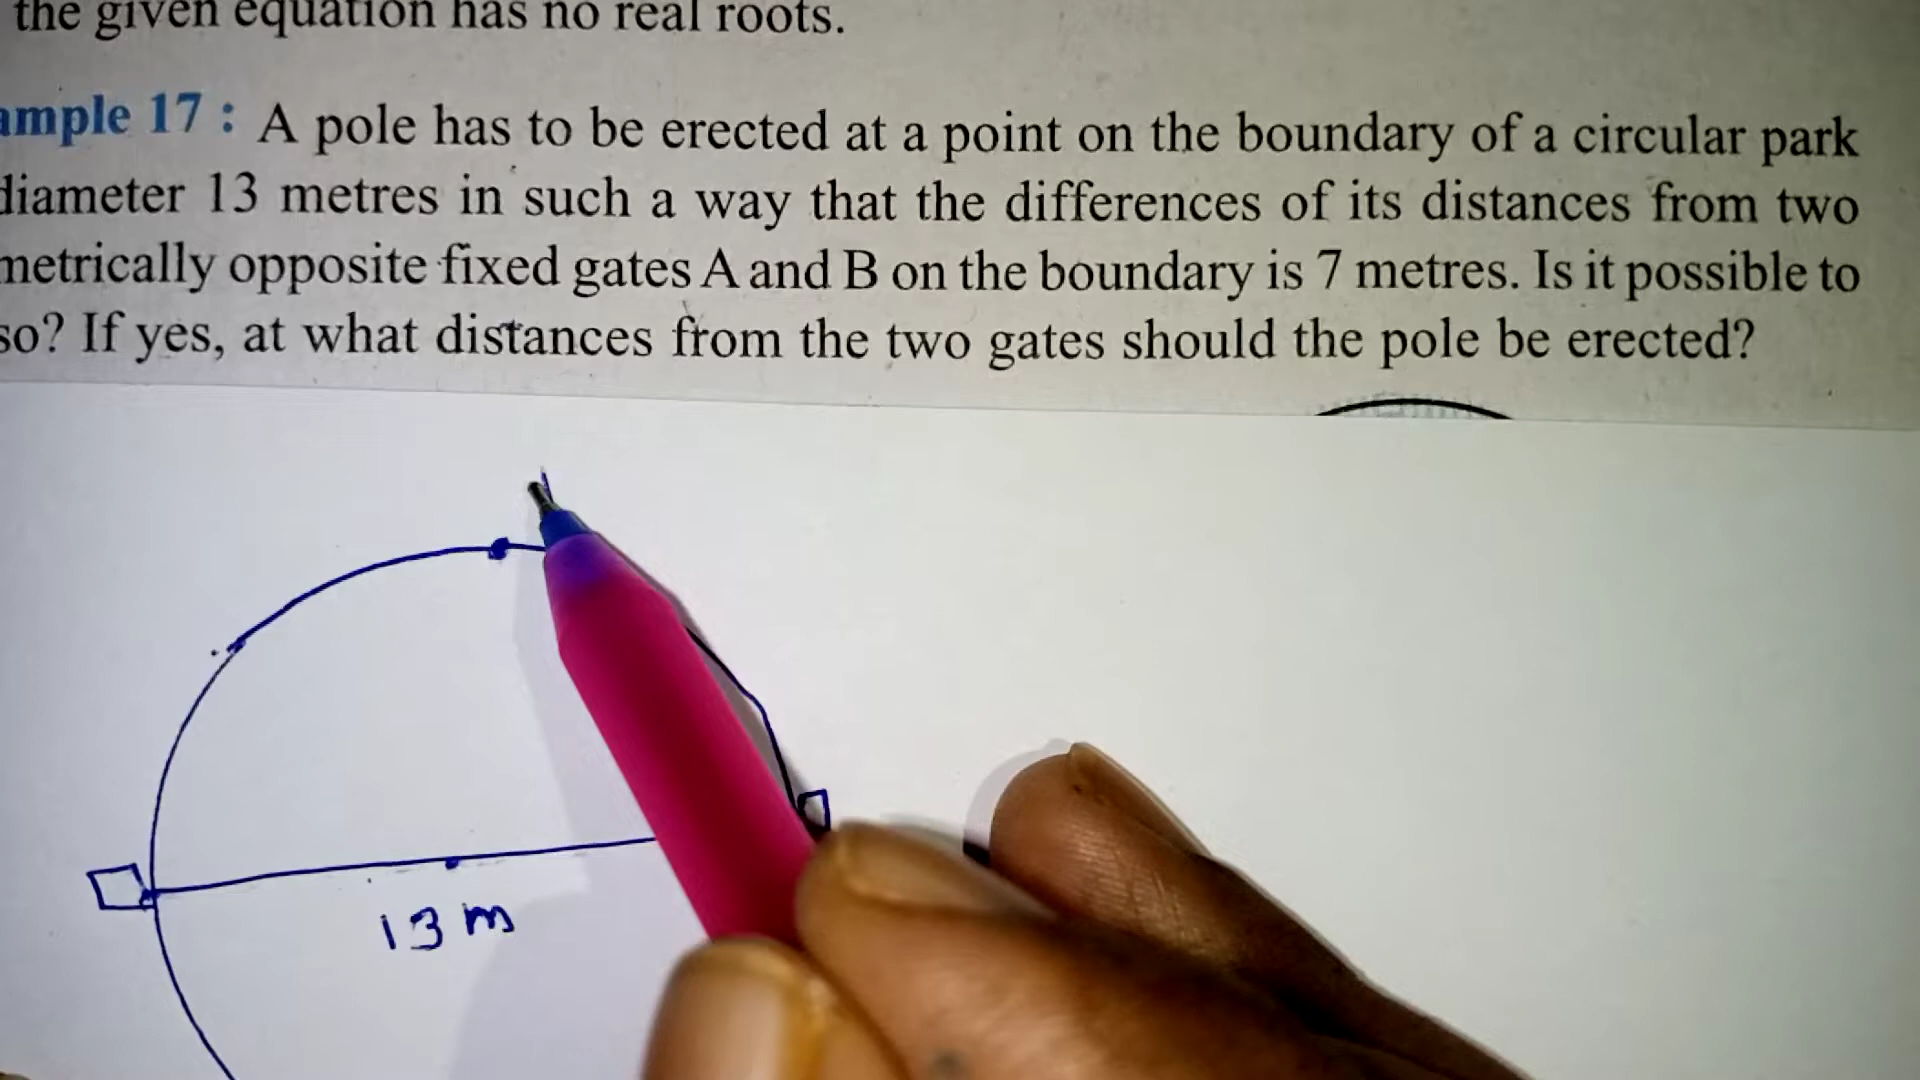 the given equation has no real roots.
ample 17 : A pole has to be erected at a point on the boundary of a circular park
diameter 13 metres in such a way that the differences of its distances from two
metrically opposite fixed gates A and B on the boundary is 7 metres. Is it possible to
so? If yes, at what distances from the two gates should the pole be erected?
13 m